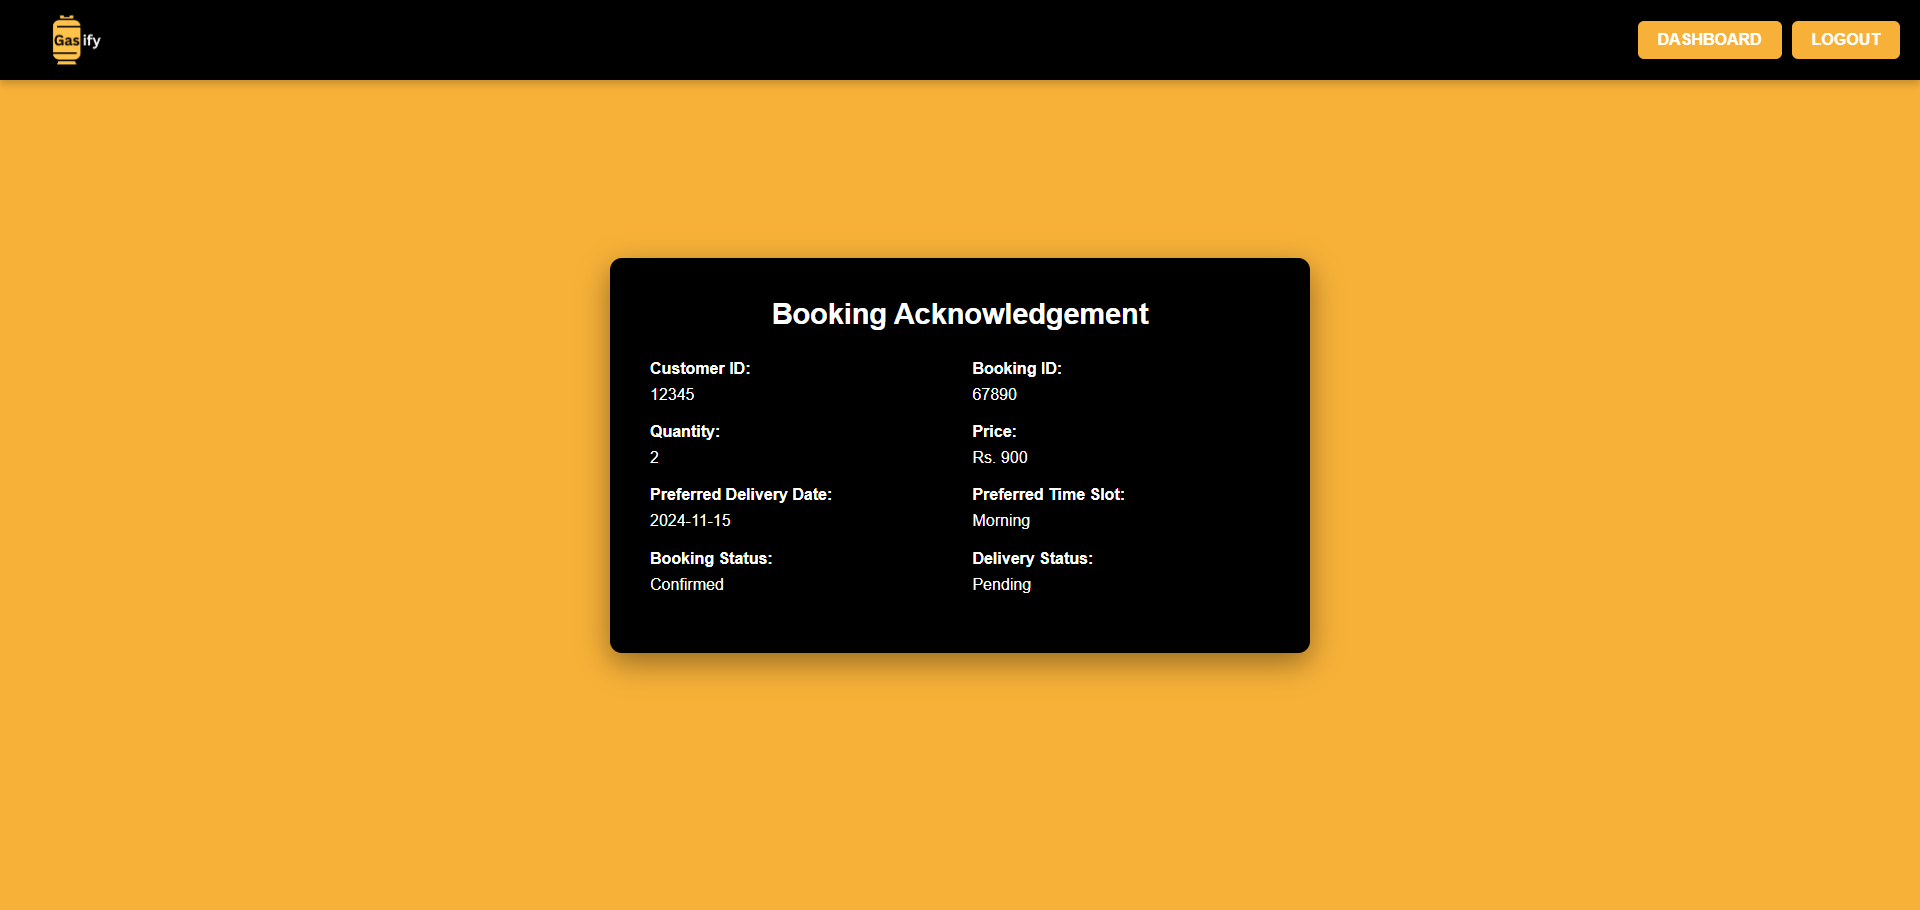 Gasify
DASHBOARD LOGOUT
Booking Acknowledgement
Customer ID: Booking ID:
12345 67890
Quantity: Price:
2 Rs. 900
Preferred Delivery Date: Preferred Time Slot:
2024-11-15 Morning
Booking Status: Delivery Status:
Confirmed Pending